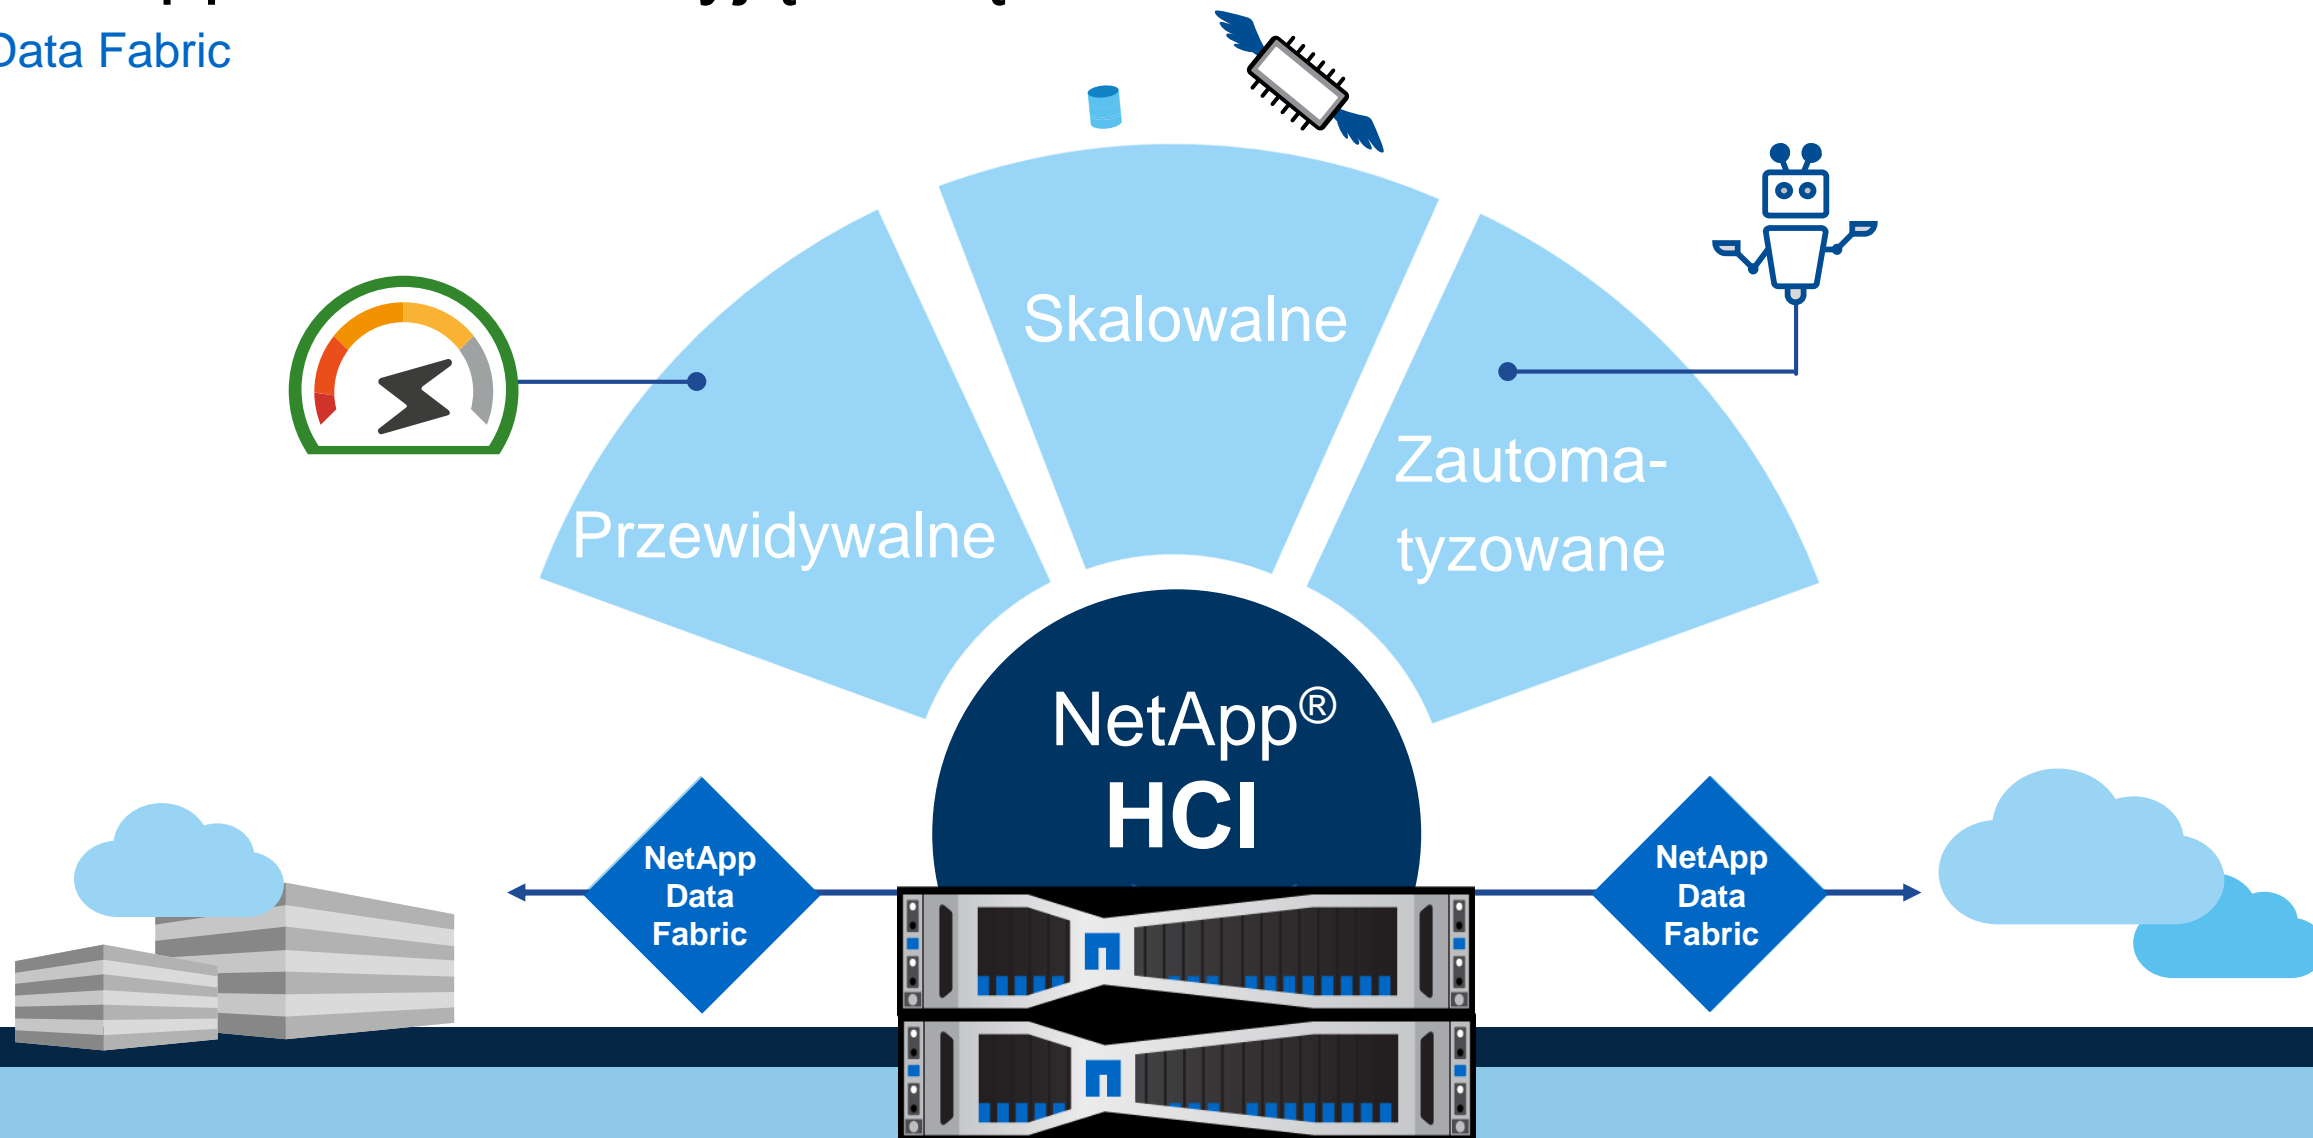 Data Fabric
Skalowalne
Zautoma-
tyzowane
Przewidywalne
NetApp®
HCI
NetApp
Data
Fabric
NetApp
Data
Fabric